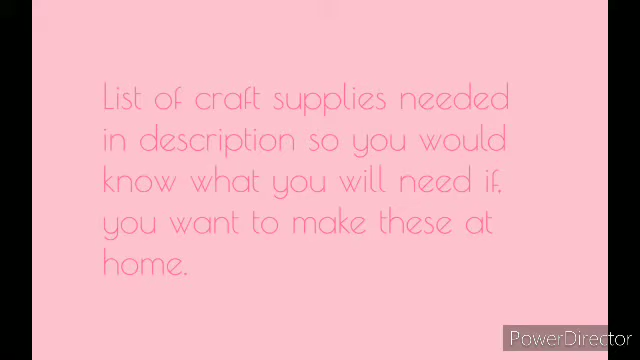 List of craft supplies needed
in description so you would
know what you will need if,
you want to make these at
home.
PowerDirector